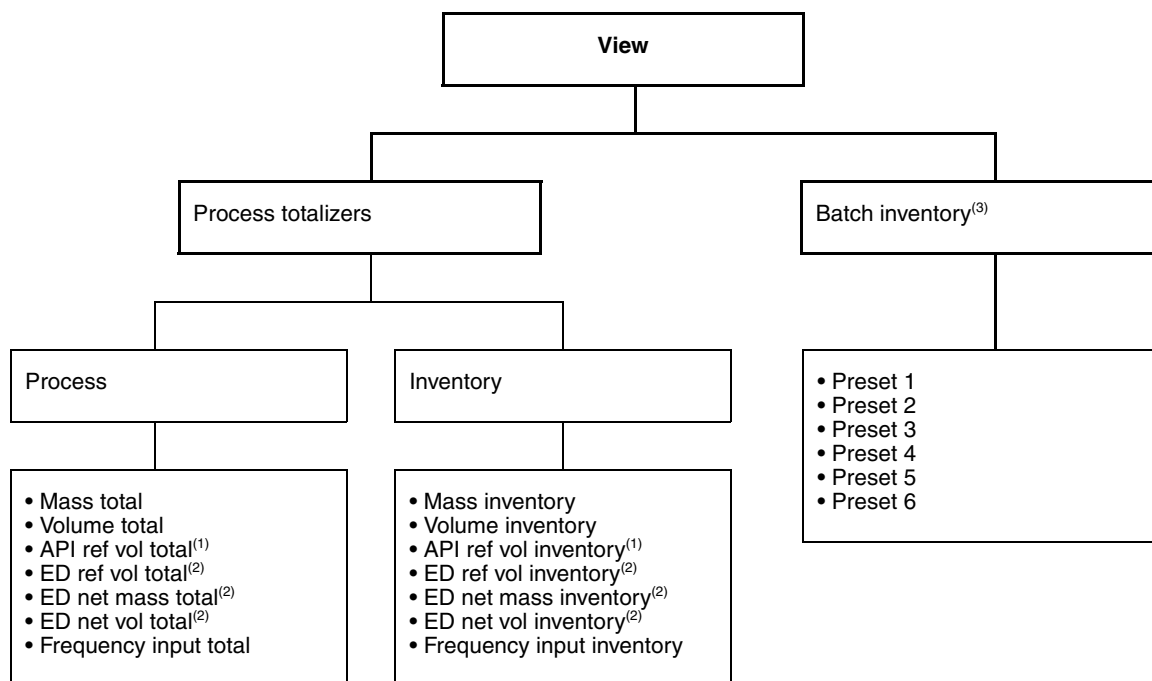 View
Process totalizers
Batch inventory(3)
Process
Inventory
• Mass total
• Volume total
• API ref vol total(1)
• ED ref vol total(2)
• ED net mass total(2)
• ED net vol total(2)
• Frequency input total
• Mass inventory
• Volume inventory
• API ref vol inventory(1)
• ED ref vol inventory(2)
• ED net mass inventory(2)
• ED net vol inventory(2)
• Frequency input inventory
• Preset 1
• Preset 2
• Preset 3
• Preset 4
• Preset 5
• Preset 6